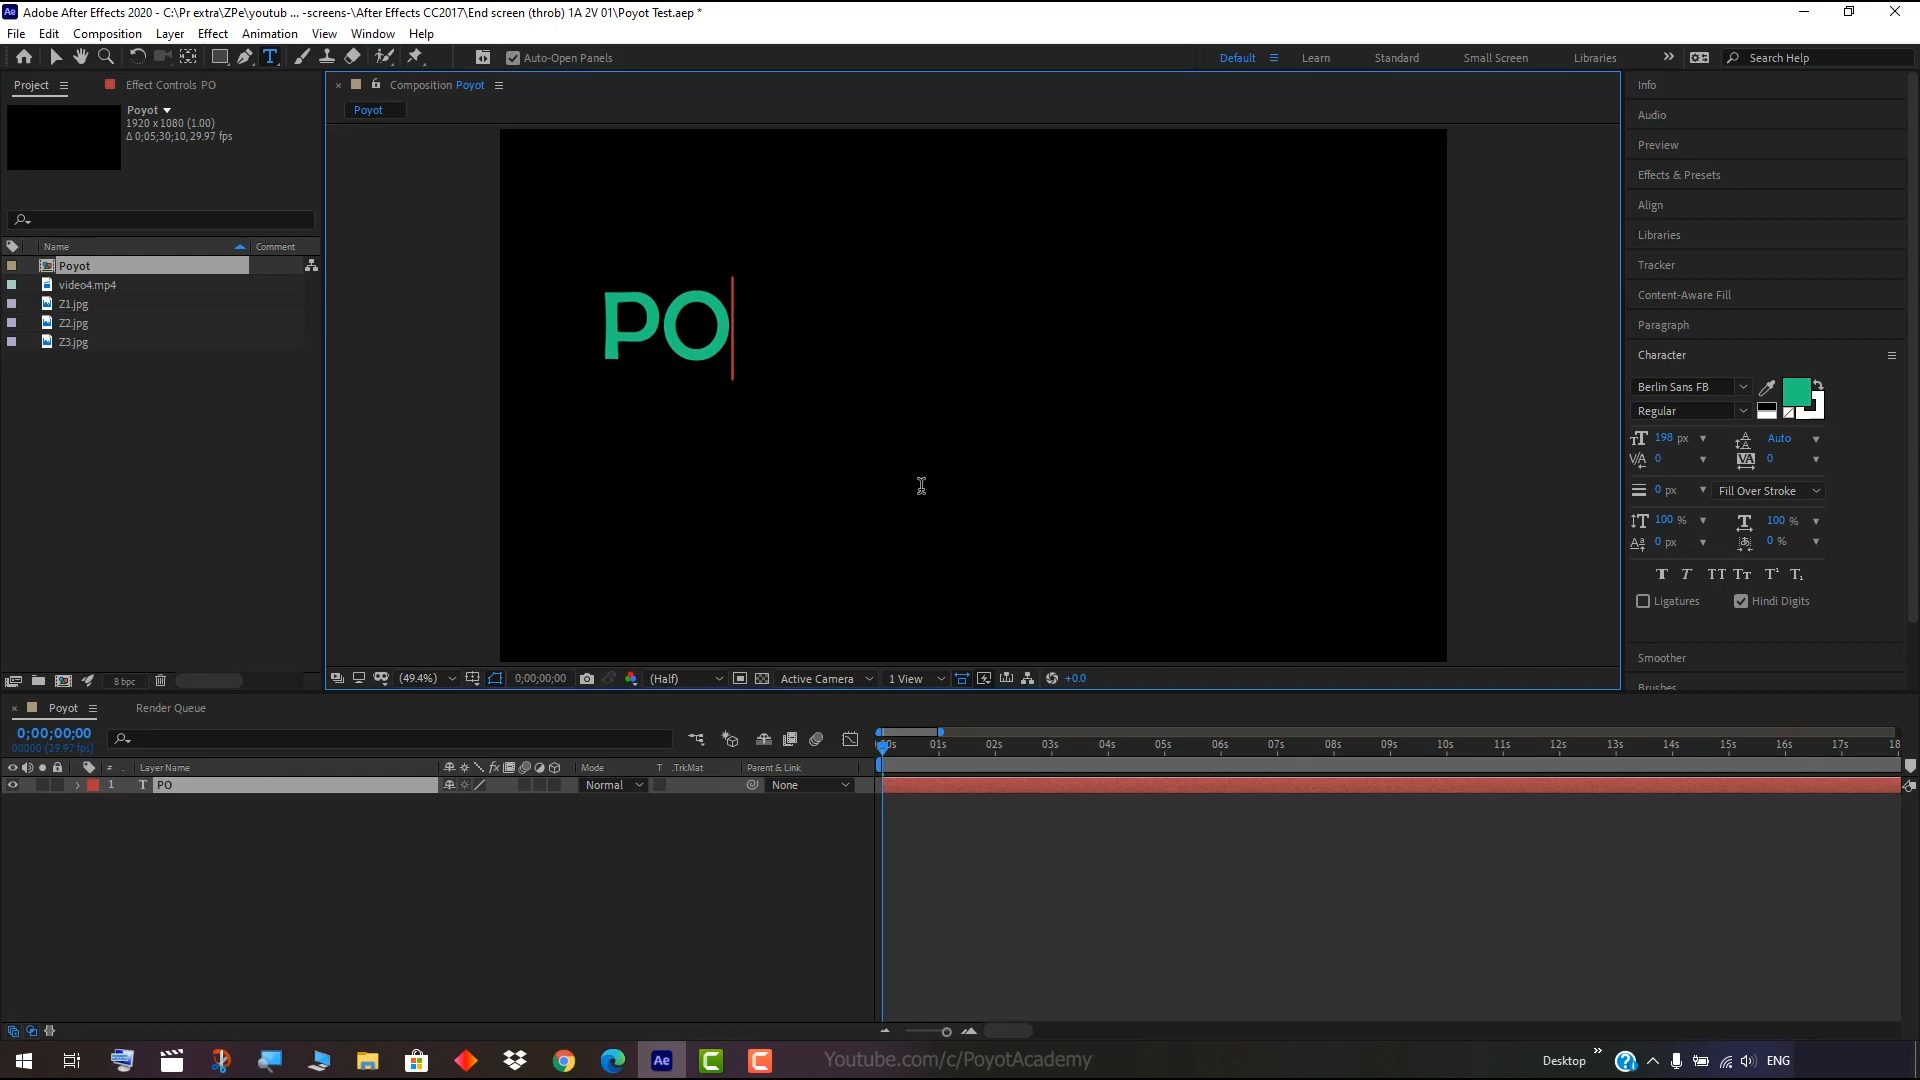 Adobe After Effects 2020 - C:\Pr extra\ZPe\youtub ... -screens-\After Effects CC2017\End screen (throb) 1A 2V 01\Poyot Test.aep *
File Edit Composition Layer Effect Animation View Window Help
Auto-Open Panels Default Learn Standard Small Screen Libraries Search Help
Project Effect Controls PO
Poyot
1920 x 1080 (1.00)
Δ 0;05;30;10, 29.97 fps
Name Comment
Poyot
video4.mp4
Z1.jpg
Z2.jpg
Z3.jpg
8 bpc
Composition Poyot
Poyot
PO
(49.4%) 0;00;00;00 (Half) Active Camera 1 View +0.0
Info
Audio
Preview
Effects & Presets
Align
Libraries
Tracker
Content-Aware Fill
Paragraph
Character
Berlin Sans FB
Regular
198 px Auto
0 0
0 px Fill Over Stroke
100 % 100 %
0 px 0 %
Ligatures Hindi Digits
Smoother
Brushes
Poyot Render Queue
0;00;00;00
00000 (29.97 fps)
00s 01s 02s 03s 04s 05s 06s 07s 08s 09s 10s 11s 12s 13s 14s 15s 16s 17s 18
# Layer Name Mode T .TrkMat Parent & Link
1 T PO Normal None
Youtube.com/c/PoyotAcademy
Desktop ENG